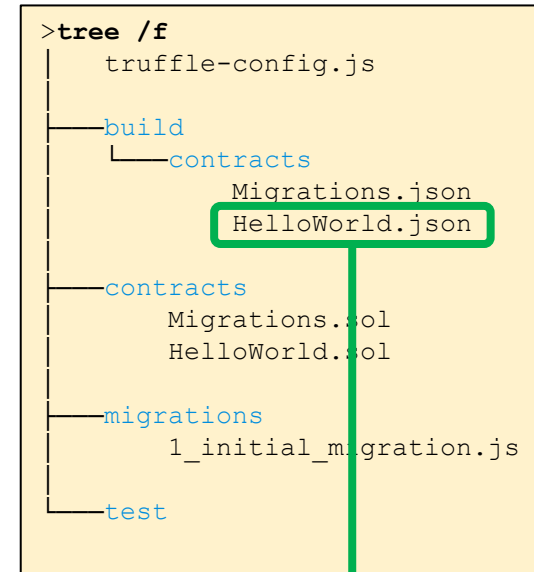 >tree /f
│   truffle-config.js
│
├───build
│   └───contracts
│           Migrations.json
│           HelloWorld.json
│
├───contracts
│       Migrations.sol
│       HelloWorld.sol
│
├───migrations
│       1_initial_migration.js
│
└───test